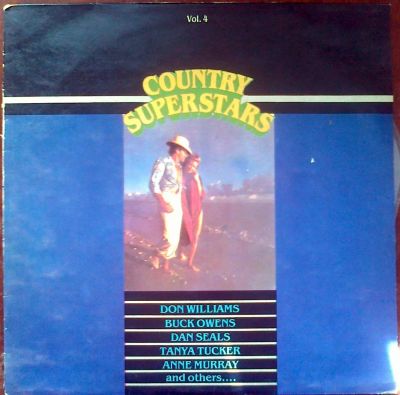 Vol. 4
COUNTRY
SUPERSTARS
DON WILLIAMS
BUCK OWENS
DAN SEALS
TANYA TUCKER
ANNE MURRAY
and others....